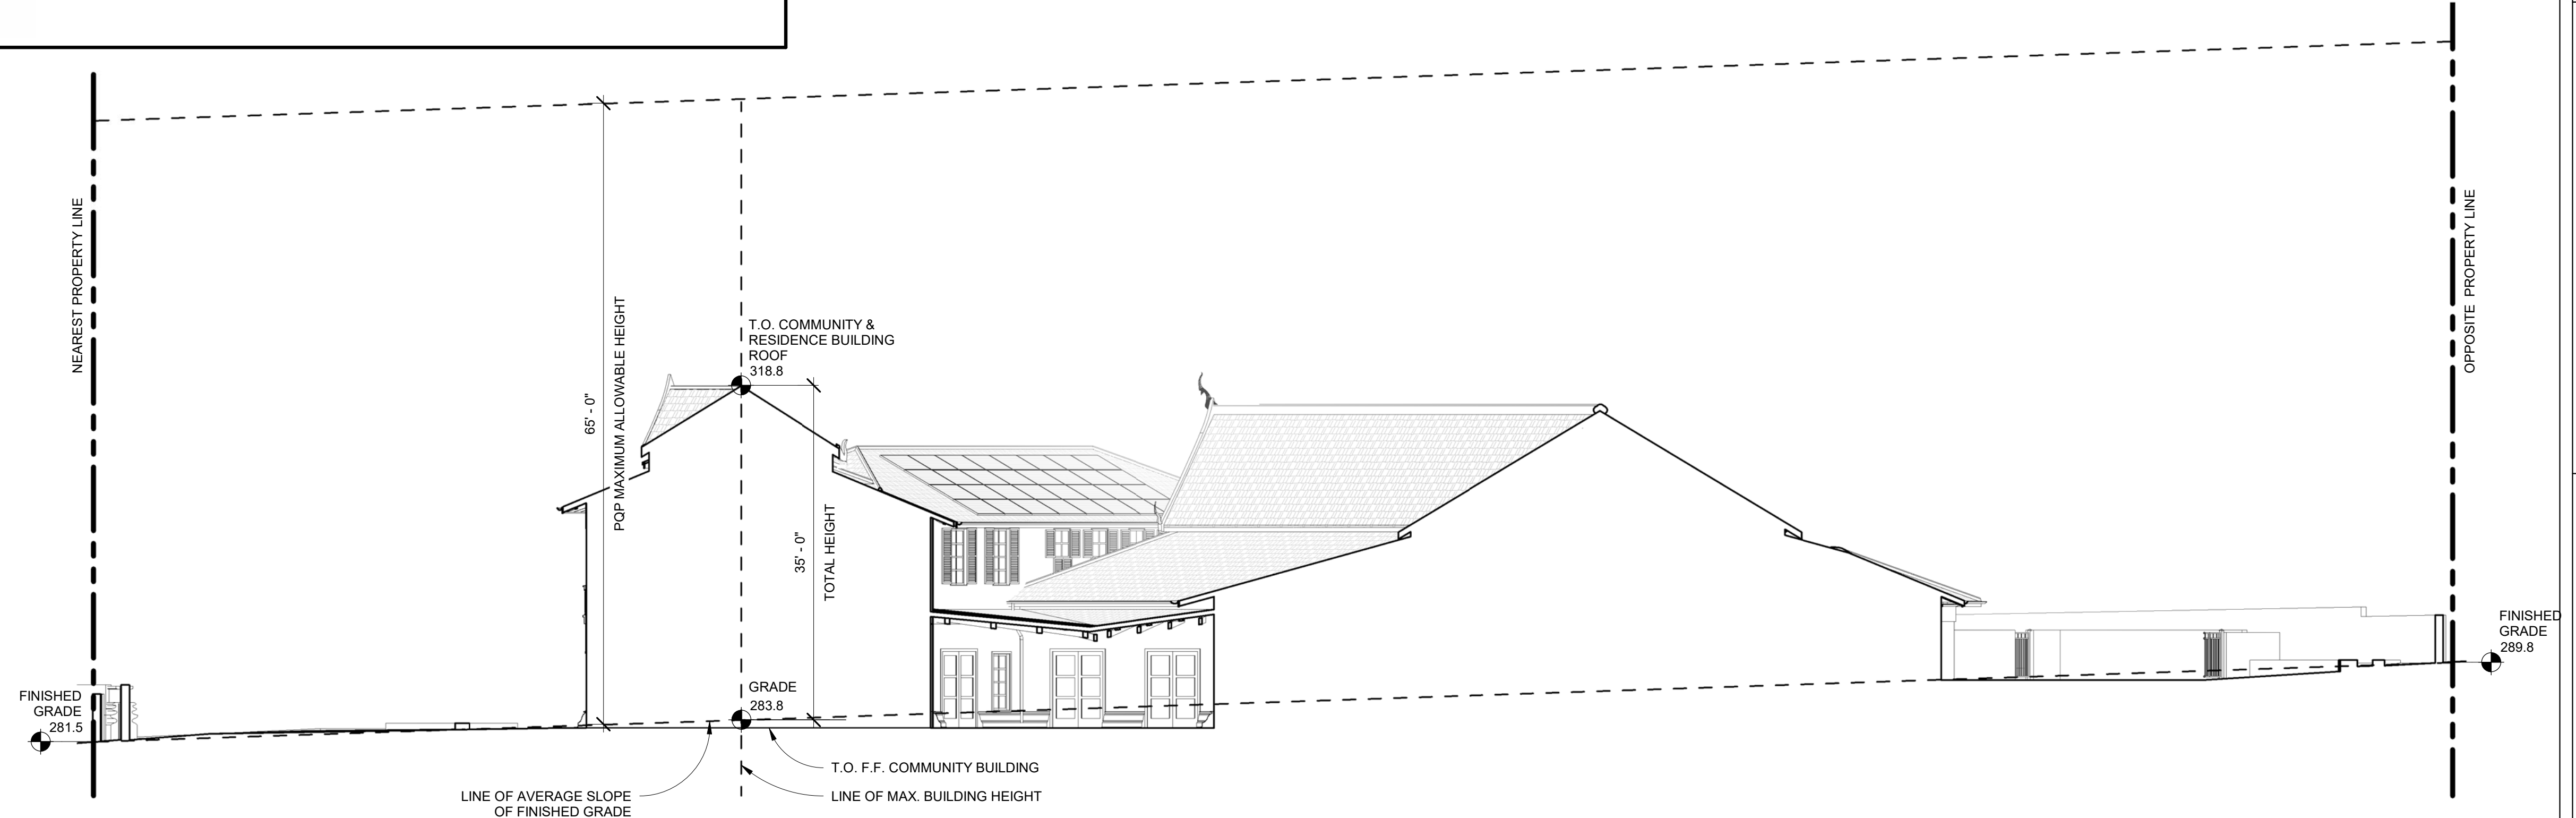 NEAREST PROPERTY LINE
OPPOSITE PROPERTY LINE
65' - 0"
PQP MAXIMUM ALLOWABLE HEIGHT
T.O. COMMUNITY &
RESIDENCE BUILDING
ROOF
318.8
35' - 0"
TOTAL HEIGHT
FINISHED
GRADE
289.8
GRADE
283.8
FINISHED
GRADE
281.5
T.O. F.F. COMMUNITY BUILDING
LINE OF AVERAGE SLOPE
OF FINISHED GRADE
LINE OF MAX. BUILDING HEIGHT